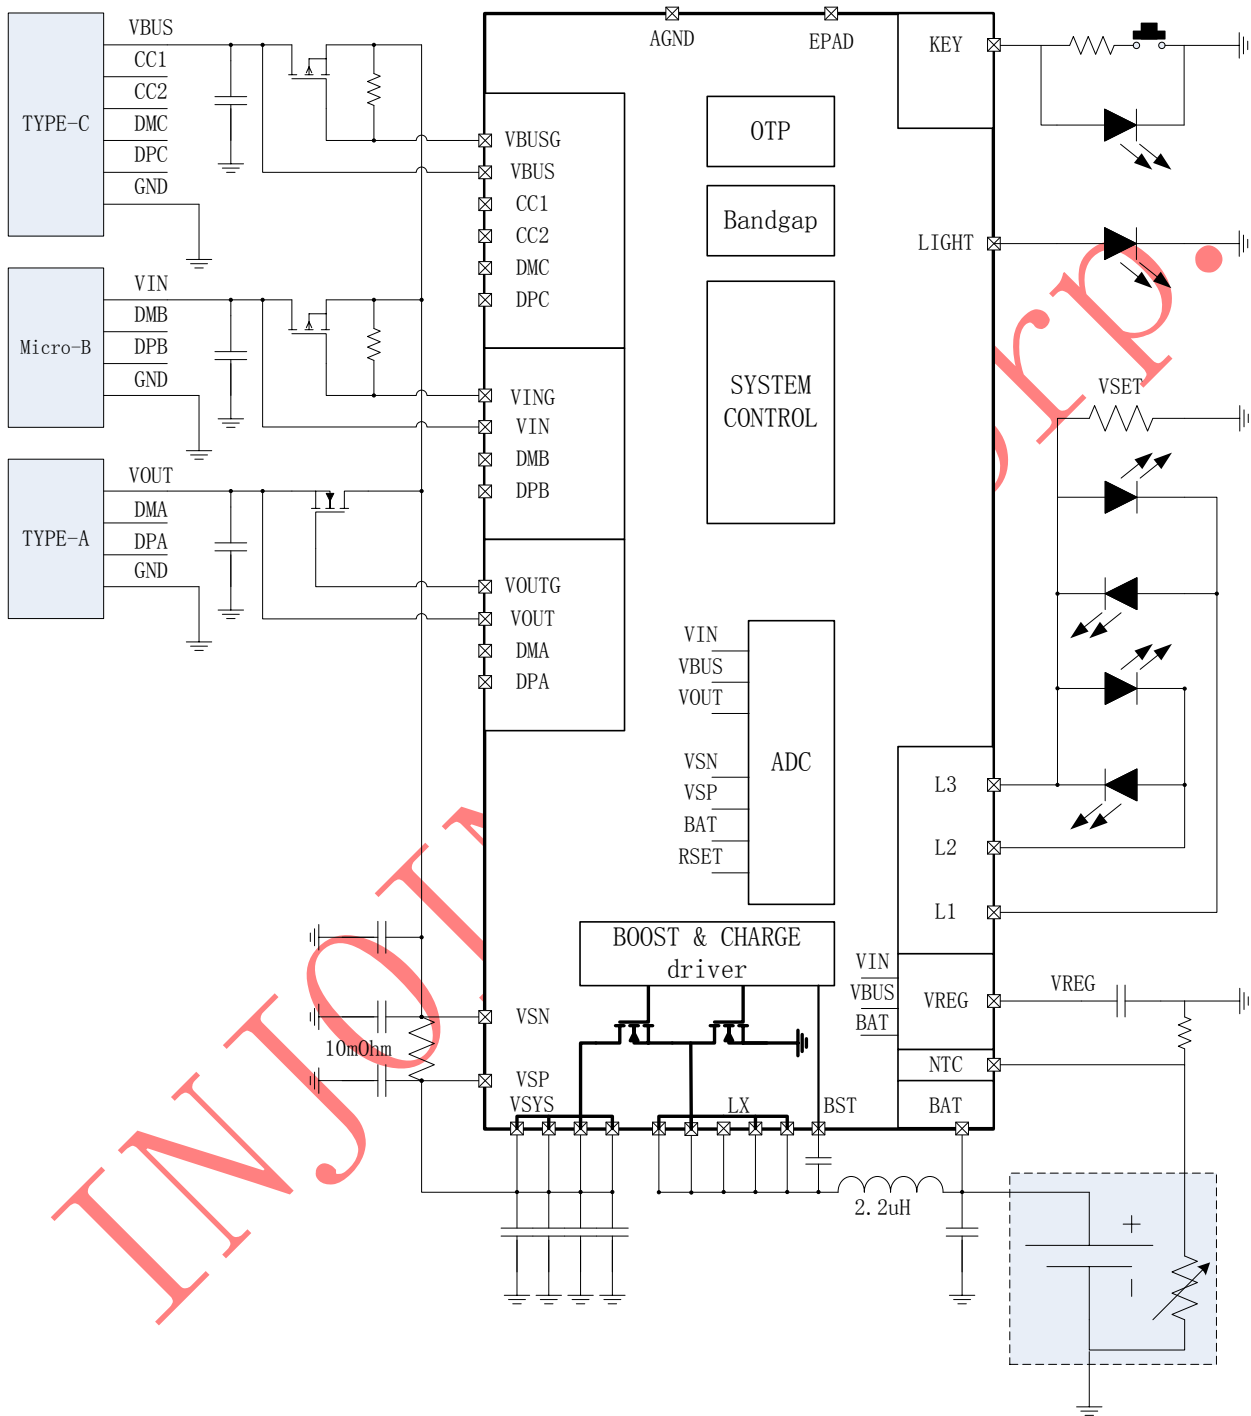 TYPE-C
VBUS
CC1
CC2
DMC
DPC
GND
Micro-B
VIN
DMB
DPB
GND
TYPE-A
VOUT
DMA
DPA
GND
AGND
EPAD
KEY
VBUSG
VBUS
CC1
CC2
DMC
DPC
VING
VIN
DMB
DPB
VOUTG
VOUT
DMA
DPA
OTP
Bandgap
SYSTEM
CONTROL
LIGHT
VSET
VIN
VBUS
VOUT
VSN
VSP
BAT
RSET
ADC
L3
L2
L1
BOOST & CHARGE
driver
VIN
VBUS
BAT
VREG
VREG
NTC
BAT
VSN
10mOhm
VSP
VSYS
LX
BST
2.2uH
+
INJOIN
orp.